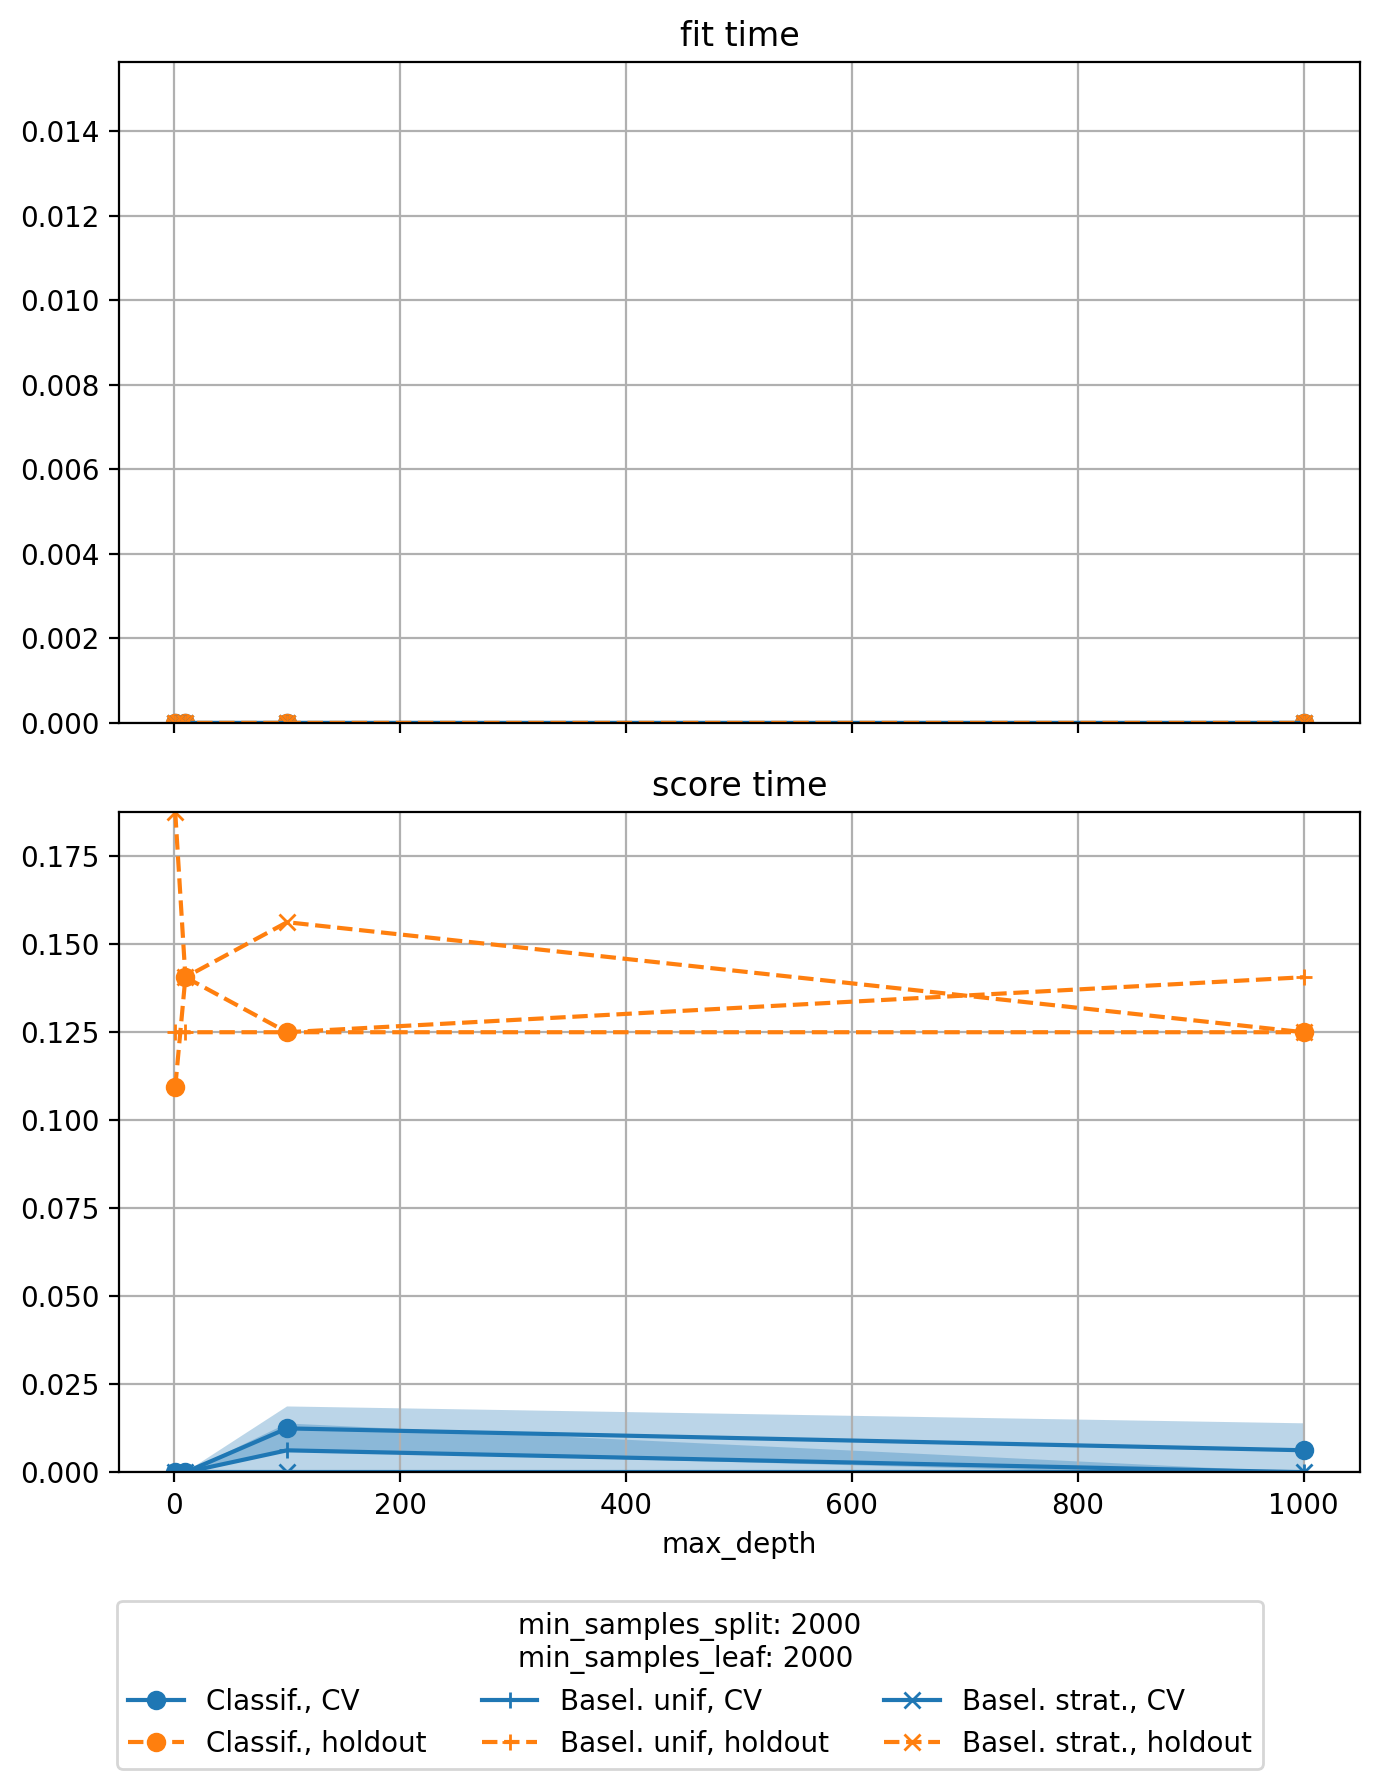 fit time
0.014
0.012
0.010
0.008
0.006
0.004
0.002
0.000
score time
0.175
0.150
0.125
0.100
0.075
0.050
0.025
0.000
0 200 400 600 800 1000
max_depth
min_samples_split: 2000
min_samples_leaf: 2000
Classif., CV Basel. unif, CV Basel. strat., CV
Classif., holdout Basel. unif, holdout Basel. strat., holdout